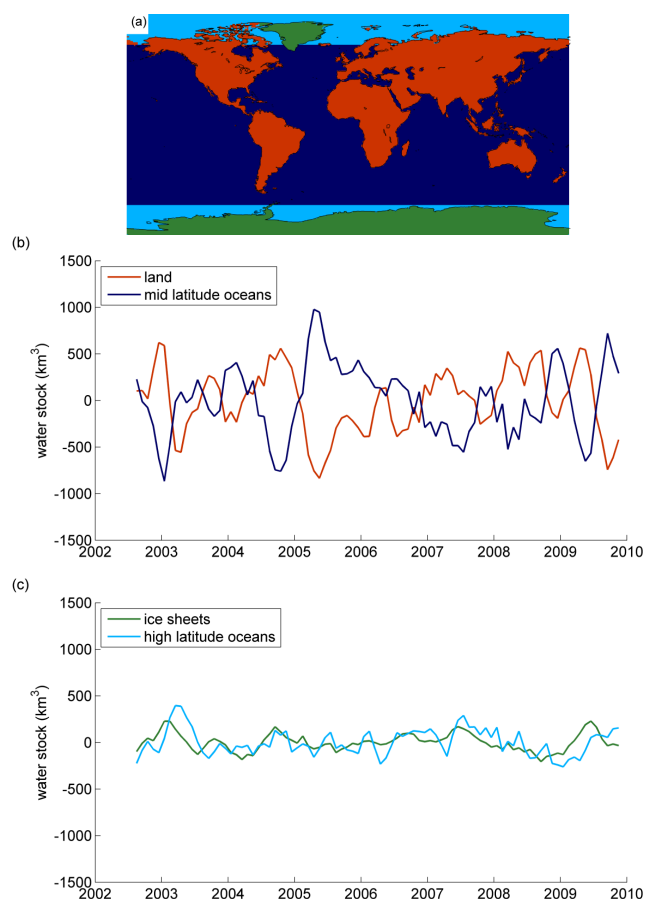 (a)
(b)
1500
land
mid latitude oceans
1000
500
0
-500
-1000
-1500
water stock (km³)
2002 2003 2004 2005 2006 2007 2008 2009 2010
(c)
1500
ice sheets
high latitude oceans
1000
500
0
-500
-1000
-1500
water stock (km³)
2002 2003 2004 2005 2006 2007 2008 2009 2010